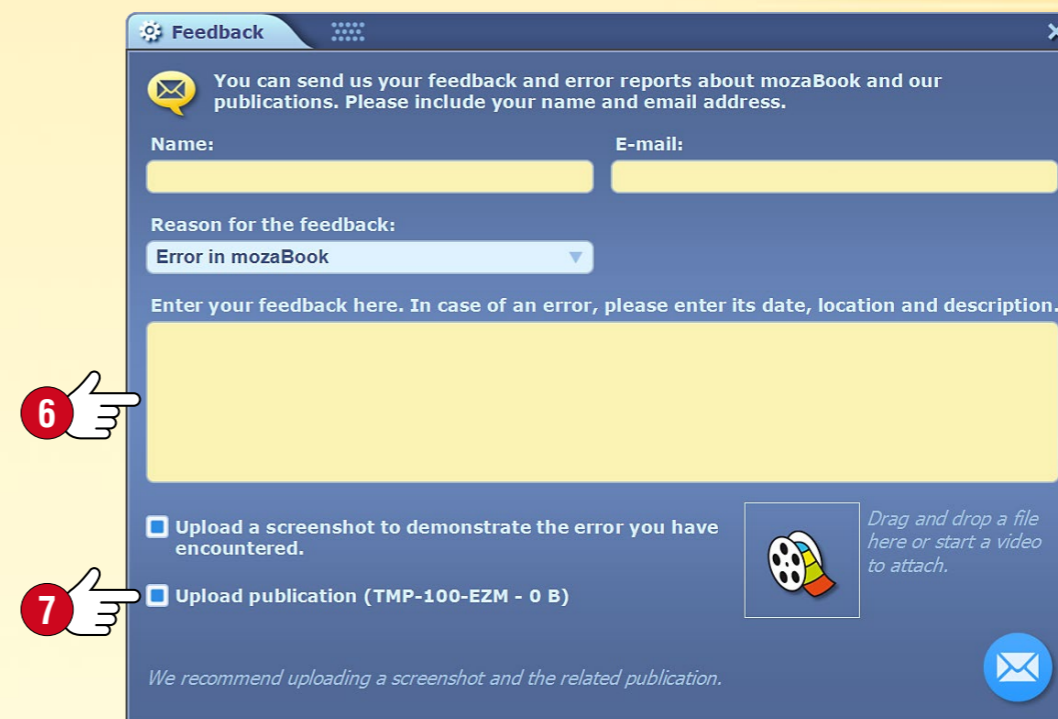 Feedback
You can send us your feedback and error reports about mozaBook and our
publications. Please include your name and email address.
Name:
E-mail:
Reason for the feedback:
Error in mozaBook
Enter your feedback here. In case of an error, please enter its date, location and description.
6
Upload a screenshot to demonstrate the error you have
encountered.
Drag and drop a file
here or start a video
to attach.
7
Upload publication (TMP-100-EZM - 0 B)
We recommend uploading a screenshot and the related publication.